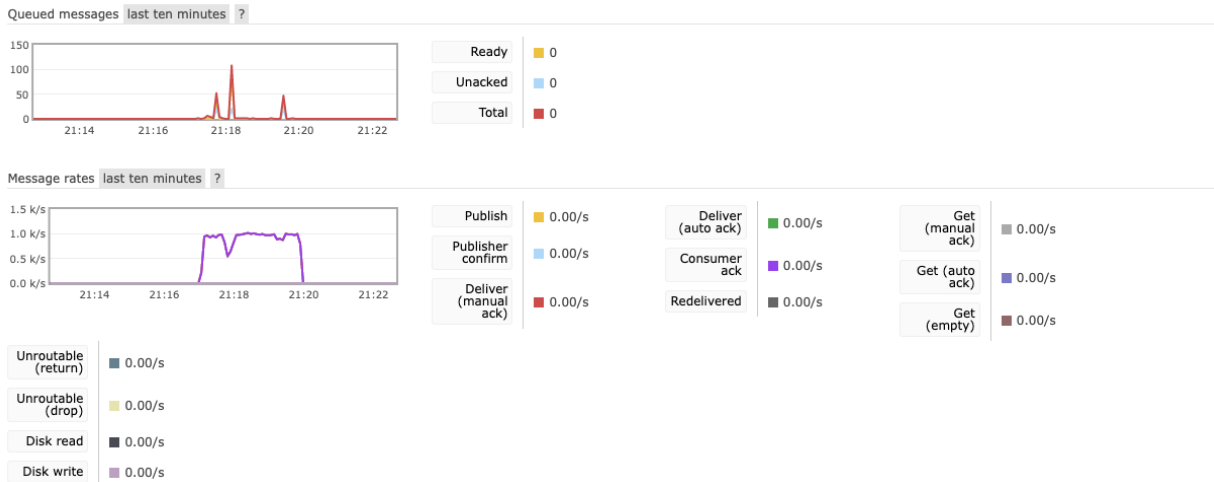 Queued messages last ten minutes ?
150
100
50
0
21:14 21:16 21:18 21:20 21:22
Ready 0
Unacked 0
Total 0
Message rates last ten minutes ?
1.5 k/s
1.0 k/s
0.5 k/s
0.0 k/s
21:14 21:16 21:18 21:20 21:22
Publish 0.00/s
Publisher
confirm 0.00/s
Deliver
(manual
ack) 0.00/s
Deliver
(auto ack) 0.00/s
Consumer
ack 0.00/s
Redelivered 0.00/s
Get
(manual
ack) 0.00/s
Get (auto
ack) 0.00/s
Get
(empty) 0.00/s
Unroutable
(return) 0.00/s
Unroutable
(drop) 0.00/s
Disk read 0.00/s
Disk write 0.00/s